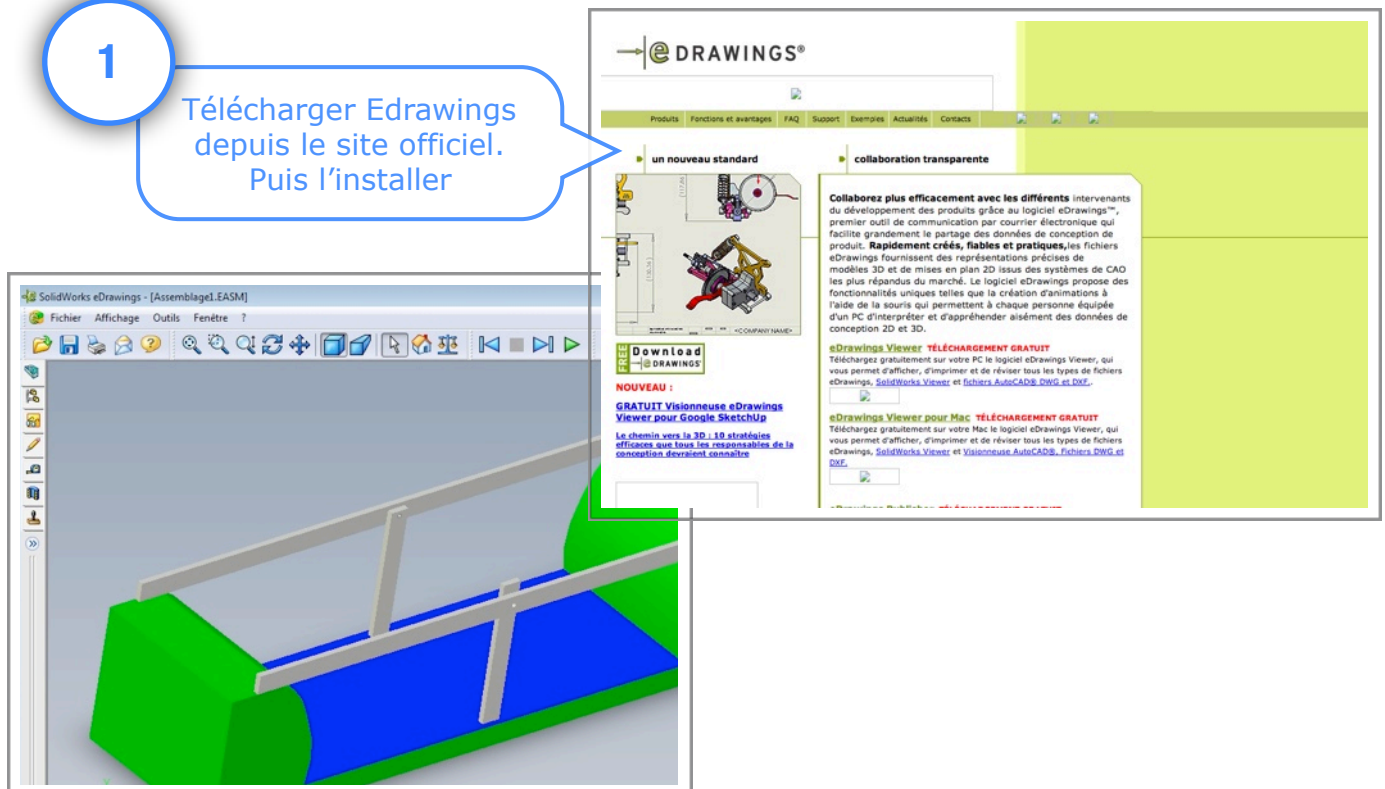 1
Télécharger Edrawings
depuis le site officiel.
Puis l'installer
e DRAWINGS®
Produits Fonctions et avantages FAQ Support Exemples Actualités Contacts
un nouveau standard
collaboration transparente
<COMPANY NAME>
FREE
Download
e DRAWINGS
NOUVEAU :
GRATUIT Visionneuse eDrawings
Viewer pour Google SketchUp
Le chemin vers la 3D : 10 stratégies
efficaces que tous les responsables de la
conception devraient connaître
Collaborez plus efficacement avec les différents intervenants
du développement des produits grâce au logiciel eDrawings™,
premier outil de communication par courrier électronique qui
facilite grandement le partage des données de conception de
produit. Rapidement créés, fiables et pratiques,les fichiers
eDrawings fournissent des représentations précises de
modèles 3D et de mises en plan 2D issus des systèmes de CAO
les plus répandus du marché. Le logiciel eDrawings propose des
fonctionnalités uniques telles que la création d'animations à
l'aide de la souris qui permettent à chaque personne équipée
d'un PC d'interpréter et d'appréhender aisément des données de
conception 2D et 3D.
eDrawings Viewer TÉLÉCHARGEMENT GRATUIT
Téléchargez gratuitement sur votre PC le logiciel eDrawings Viewer, qui
vous permet d'afficher, d'imprimer et de réviser tous les types de fichiers
eDrawings, SolidWorks Viewer et fichiers AutoCAD® DWG et DXF..
eDrawings Viewer pour Mac TÉLÉCHARGEMENT GRATUIT
Téléchargez gratuitement sur votre Mac le logiciel eDrawings Viewer, qui
vous permet d'afficher, d'imprimer et de réviser tous les types de fichiers
eDrawings, SolidWorks Viewer et Visionneuse AutoCAD®, Fichiers DWG et
DXF.
SolidWorks eDrawings - [Assemblage1.EASM]
Fichier Affichage Outils Fenêtre ?